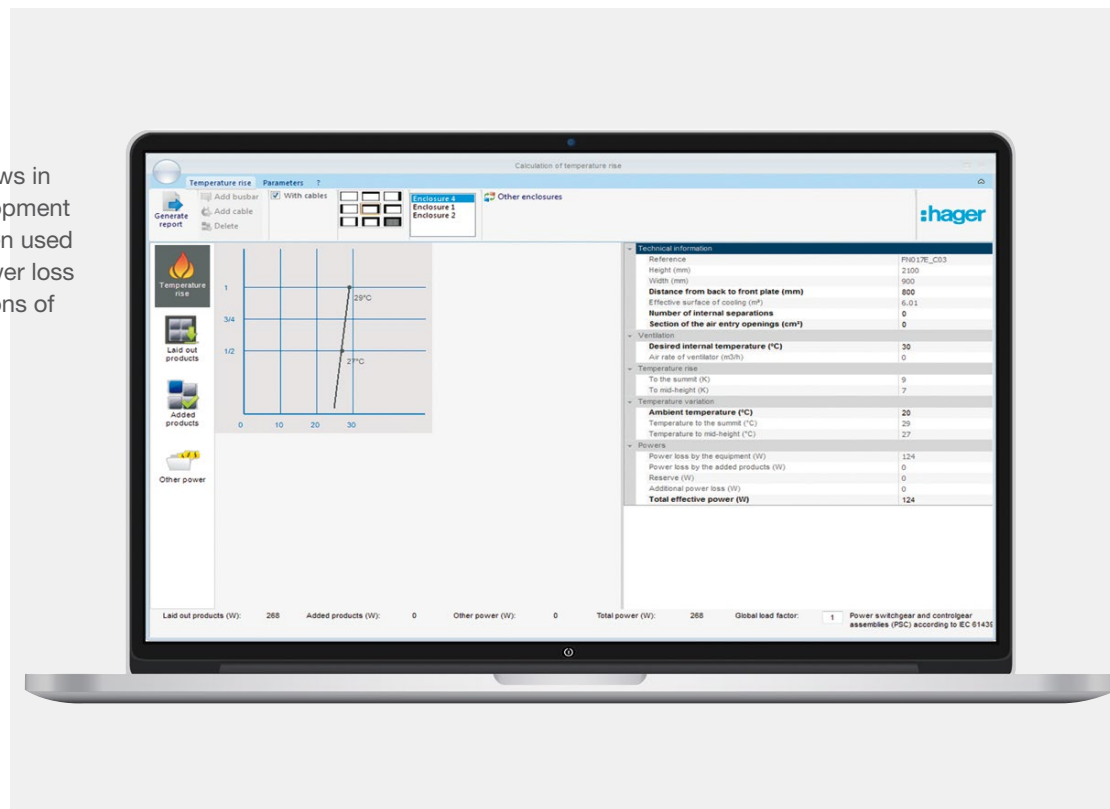 ws in
opment
n used
ver loss
ons of
Calculation of temperature rise
Temperature rise Parameters ?
Generate report
Add busbar
Add cable
Delete
With cables
Enclosure 4
Enclosure 1
Enclosure 2
Other enclosures
:hager
Temperature rise
Laid out products
Added products
Other power
1
3/4
1/2
29°C
27°C
0 10 20 30
Technical information
Reference FN017E_C03
Height (mm) 2100
Width (mm) 900
Distance from back to front plate (mm) 800
Effective surface of cooling (m²) 6.01
Number of internal separations 0
Section of the air entry openings (cm²) 0
Ventilation
Desired internal temperature (°C) 30
Air rate of ventilator (m3/h) 0
Temperature rise
To the summit (K) 9
To mid-height (K) 7
Temperature variation
Ambient temperature (°C) 20
Temperature to the summit (°C) 29
Temperature to mid-height (°C) 27
Powers
Power loss by the equipment (W) 124
Power loss by the added products (W) 0
Reserve (W) 0
Additional power loss (W) 0
Total effective power (W) 124
Laid out products (W): 268 Added products (W): 0 Other power (W): 0 Total power (W): 268 Global load factor: 1 Power switchgear and controlgear
assemblies (PSC) according to IEC 61439